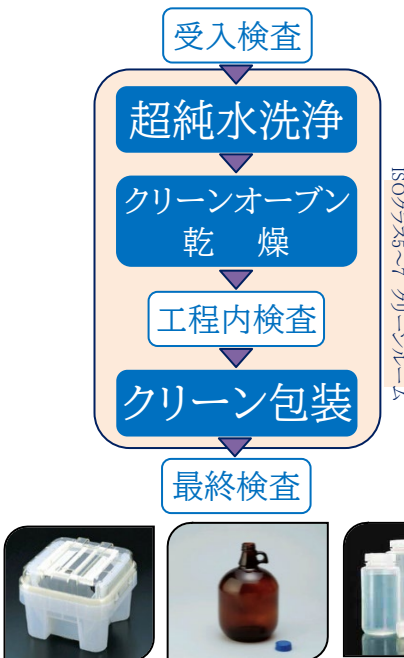 受入検査
超純水洗浄
クリーンオーブン
乾　燥
工程内検査
クリーン包装
最終検査
ISOクラス5～7　クリーンルーム